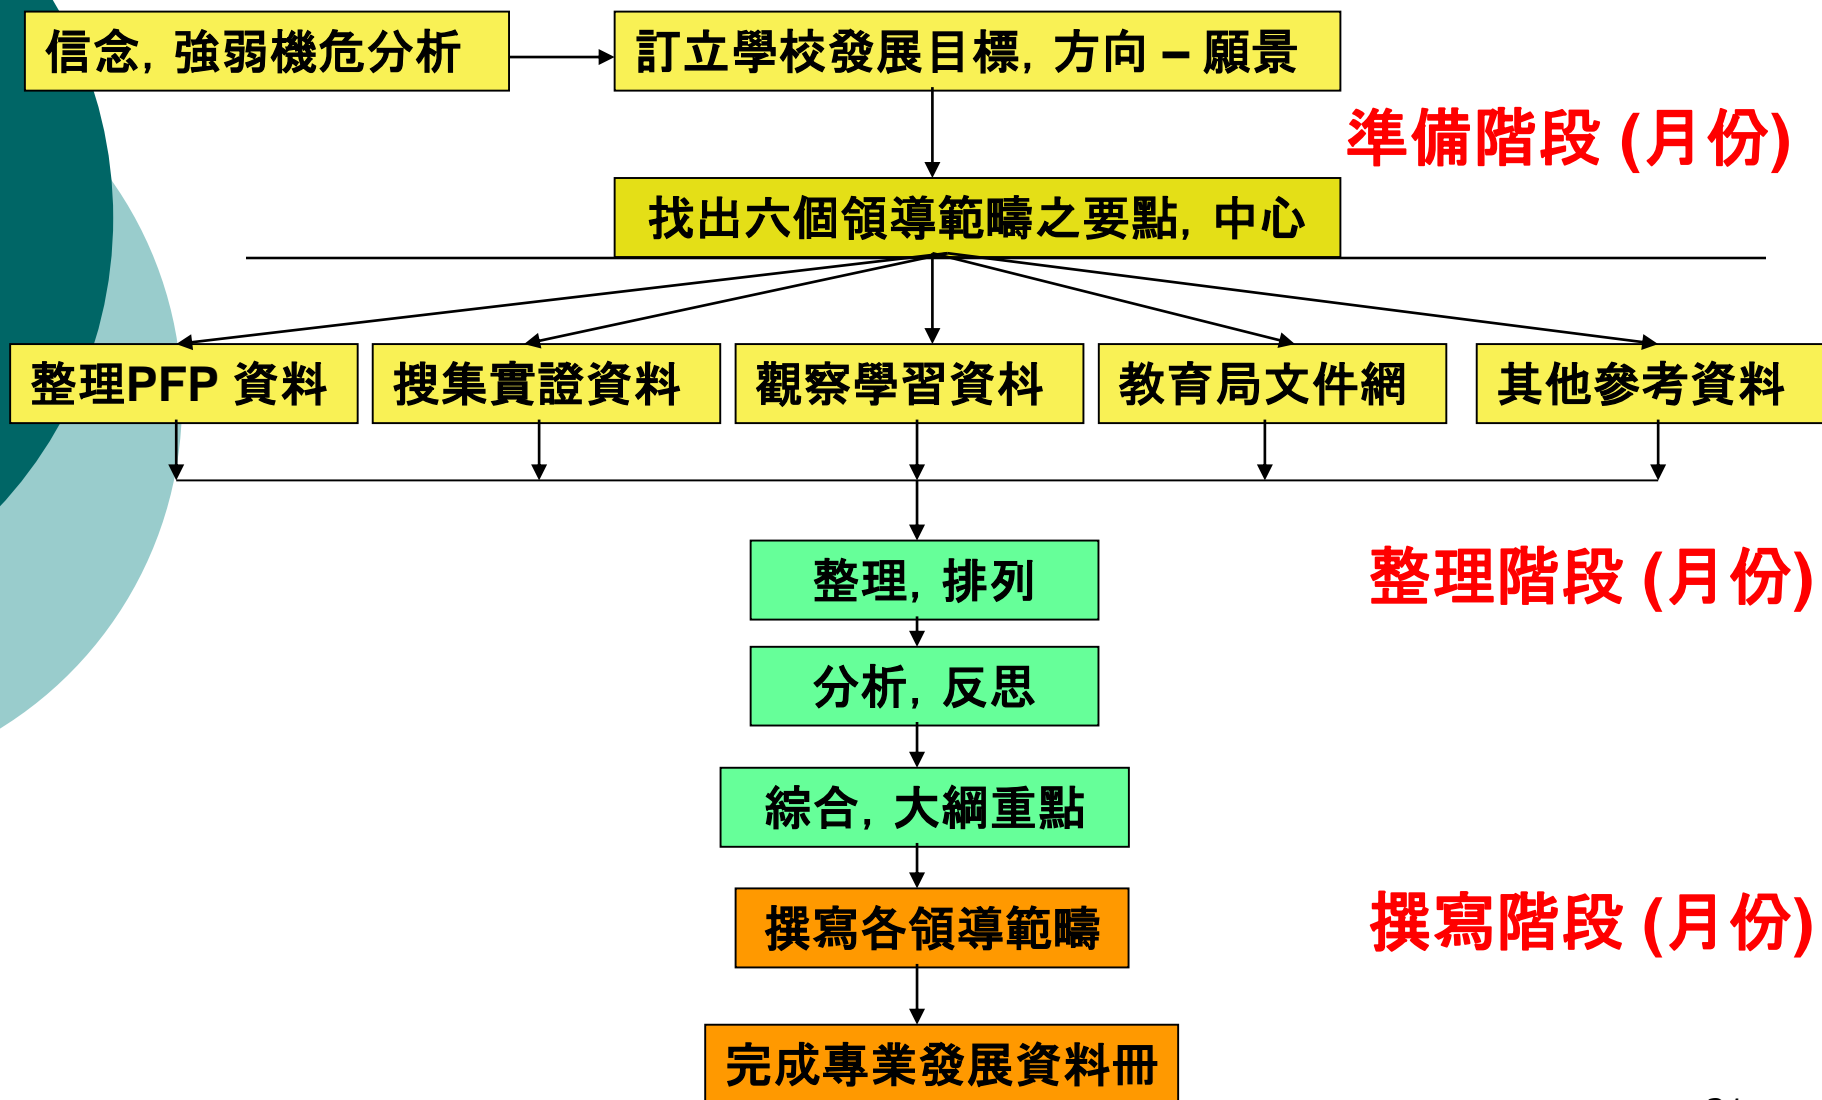 信念, 強弱機危分析
訂立學校發展目標, 方向 – 願景
準備階段 (月份)
找出六個領導範疇之要點, 中心
整理PFP 資料
搜集實證資料
觀察學習資料
教育局文件網
其他參考資料
整理, 排列
整理階段 (月份)
分析, 反思
綜合, 大綱重點
撰寫各領導範疇
撰寫階段 (月份)
完成專業發展資料冊